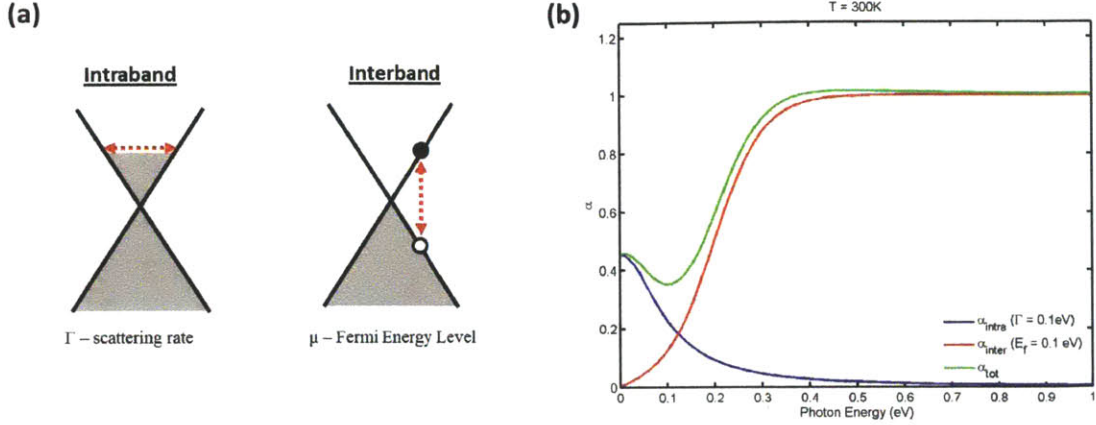 (a)
Intraband
Interband
Γ – scattering rate
μ – Fermi Energy Level
(b)
T = 300K
1.2
1
0.8
0.6
0.4
0.2
0
α
0 0.1 0.2 0.3 0.4 0.5 0.6 0.7 0.8 0.9 1
Photon Energy (eV)
α_intra (Γ = 0.1eV)
α_inter (E_f = 0.1 eV)
α_tot